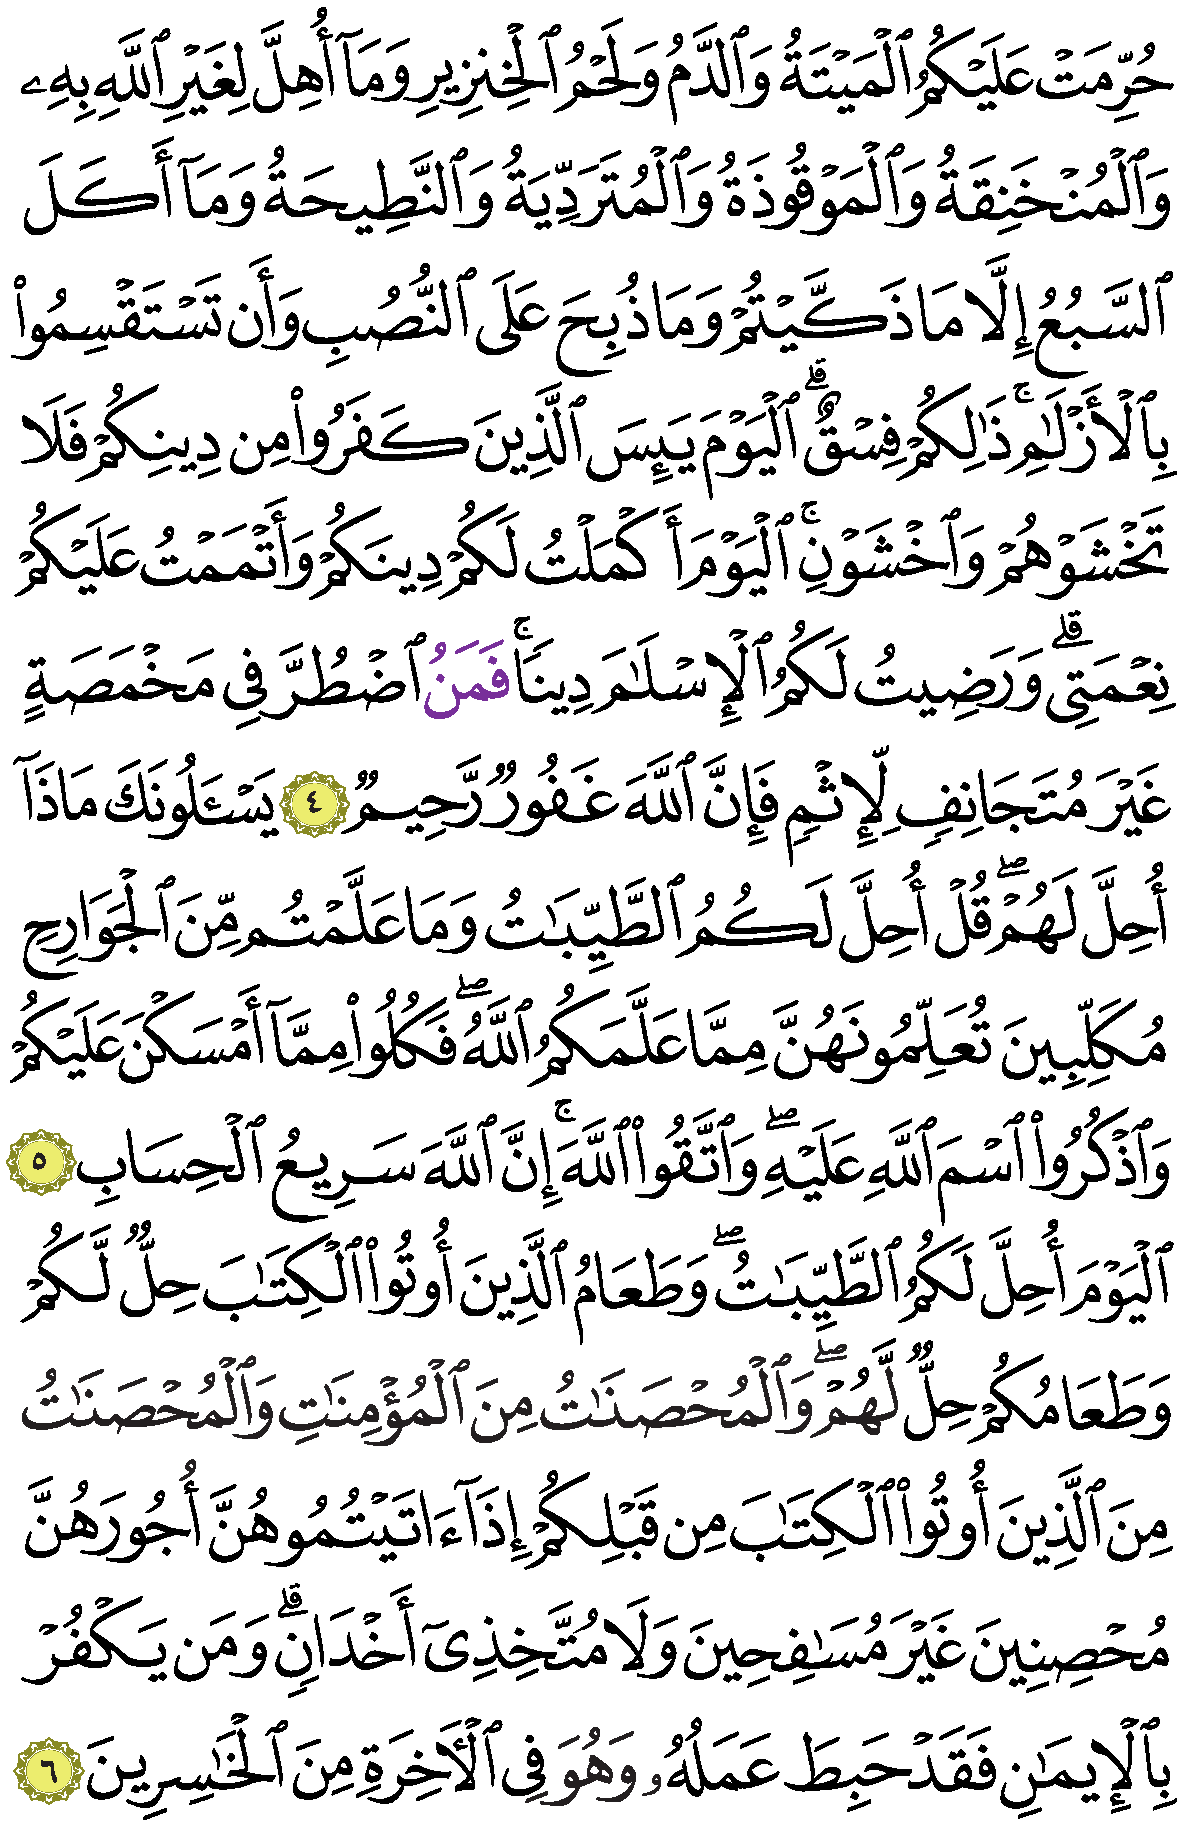 حُرِّمَتْ عَلَيْكُمُ ٱلْمَيْتَةُ وَٱلدَّمُ وَلَحْمُ ٱلْخِنزِيرِ وَمَآ أُهِلَّ لِغَيْرِ ٱللَّهِ بِهِۦ
وَٱلْمُنْخَنِقَةُ وَٱلْمَوْقُوذَةُ وَٱلْمُتَرَدِّيَةُ وَٱلنَّطِيحَةُ وَمَآ أَكَلَ
ٱلسَّبُعُ إِلَّا مَا ذَكَّيْتُمْ وَمَا ذُبِحَ عَلَى ٱلنُّصُبِ وَأَن تَسْتَقْسِمُوا۟
بِٱلْأَزْلَٰمِ ۚ ذَٰلِكُمْ فِسْقٌ ۗ ٱلْيَوْمَ يَئِسَ ٱلَّذِينَ كَفَرُوا۟ مِن دِينِكُمْ فَلَا
تَخْشَوْهُمْ وَٱخْشَوْنِ ۚ ٱلْيَوْمَ أَكْمَلْتُ لَكُمْ دِينَكُمْ وَأَتْمَمْتُ عَلَيْكُمْ
نِعْمَتِى ۗ وَرَضِيتُ لَكُمُ ٱلْإِسْلَٰمَ دِينًا ۚ فَمَنُ ٱضْطُرَّ فِى مَخْمَصَةٍ
غَيْرَ مُتَجَانِفٍ لِّإِثْمٍ فَإِنَّ ٱللَّهَ غَفُورٌ رَّحِيمٌ ٤ يَسْـَٔلُونَكَ مَاذَآ
أُحِلَّ لَهُمْ ۖ قُلْ أُحِلَّ لَكُمُ ٱلطَّيِّبَٰتُ وَمَا عَلَّمْتُم مِّنَ ٱلْجَوَارِحِ
مُكَلِّبِينَ تُعَلِّمُونَهُنَّ مِمَّا عَلَّمَكُمُ ٱللَّهُ ۖ فَكُلُوا۟ مِمَّآ أَمْسَكْنَ عَلَيْكُمْ
وَٱذْكُرُوا۟ ٱسْمَ ٱللَّهِ عَلَيْهِ ۖ وَٱتَّقُوا۟ ٱللَّهَ ۚ إِنَّ ٱللَّهَ سَرِيعُ ٱلْحِسَابِ ٥
ٱلْيَوْمَ أُحِلَّ لَكُمُ ٱلطَّيِّبَٰتُ ۖ وَطَعَامُ ٱلَّذِينَ أُوتُوا۟ ٱلْكِتَٰبَ حِلٌّ لَّكُمْ
وَطَعَامُكُمْ حِلٌّ لَّهُمْ ۖ وَٱلْمُحْصَنَٰتُ مِنَ ٱلْمُؤْمِنَٰتِ وَٱلْمُحْصَنَٰتُ
مِنَ ٱلَّذِينَ أُوتُوا۟ ٱلْكِتَٰبَ مِن قَبْلِكُمْ إِذَآ ءَاتَيْتُمُوهُنَّ أُجُورَهُنَّ
مُحْصِنِينَ غَيْرَ مُسَٰفِحِينَ وَلَا مُتَّخِذِىٓ أَخْدَانٍ ۗ وَمَن يَكْفُرْ
بِٱلْإِيمَٰنِ فَقَدْ حَبِطَ عَمَلُهُۥ وَهُوَ فِى ٱلْـَٔاخِرَةِ مِنَ ٱلْخَٰسِرِينَ ٦